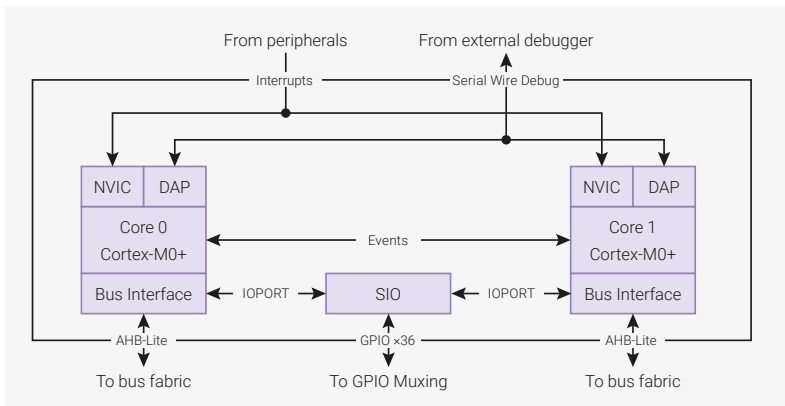 From peripherals
From external debugger
Interrupts
Serial Wire Debug
NVIC
DAP
NVIC
DAP
Core 0
Cortex-M0+
Core 1
Cortex-M0+
Events
Bus Interface
IOPORT
SIO
IOPORT
Bus Interface
AHB-Lite
GPIO ×36
AHB-Lite
To bus fabric
To GPIO Muxing
To bus fabric